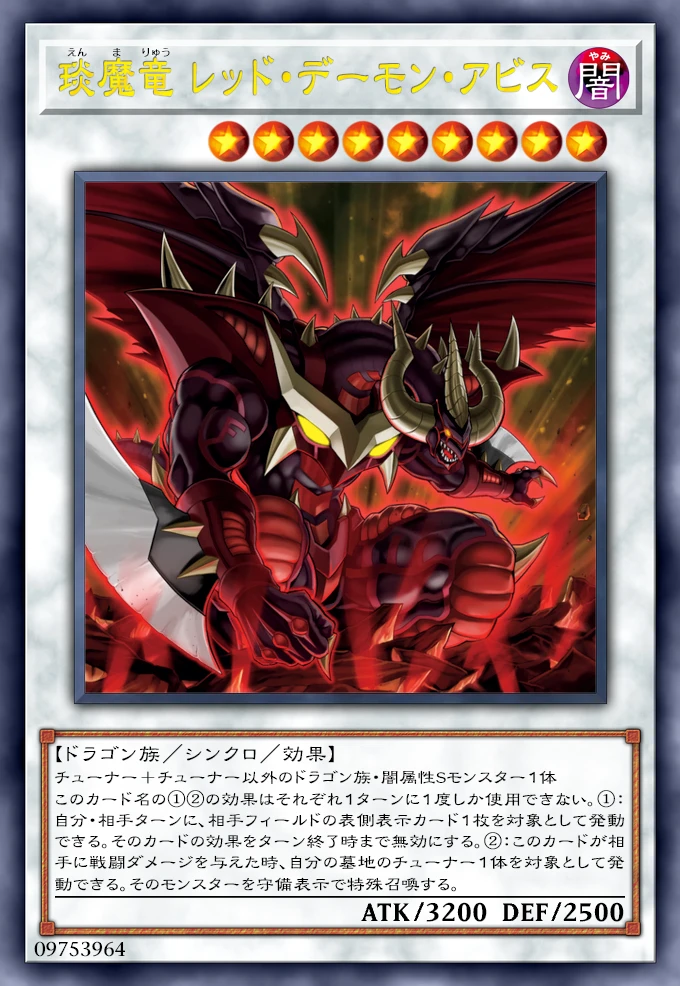 えん ま りゅう
琰魔竜 レッド・デーモン・アビス
やみ
闇
【ドラゴン族／シンクロ／効果】
チューナー＋チューナー以外のドラゴン族・闇属性Sモンスター１体
このカード名の①②の効果はそれぞれ１ターンに１度しか使用できない。①：
自分・相手ターンに、相手フィールドの表側表示カード１枚を対象として発動
できる。そのカードの効果をターン終了時まで無効にする。②：このカードが相
手に戦闘ダメージを与えた時、自分の墓地のチューナー１体を対象として発
動できる。そのモンスターを守備表示で特殊召喚する。
ATK/3200 DEF/2500
09753964